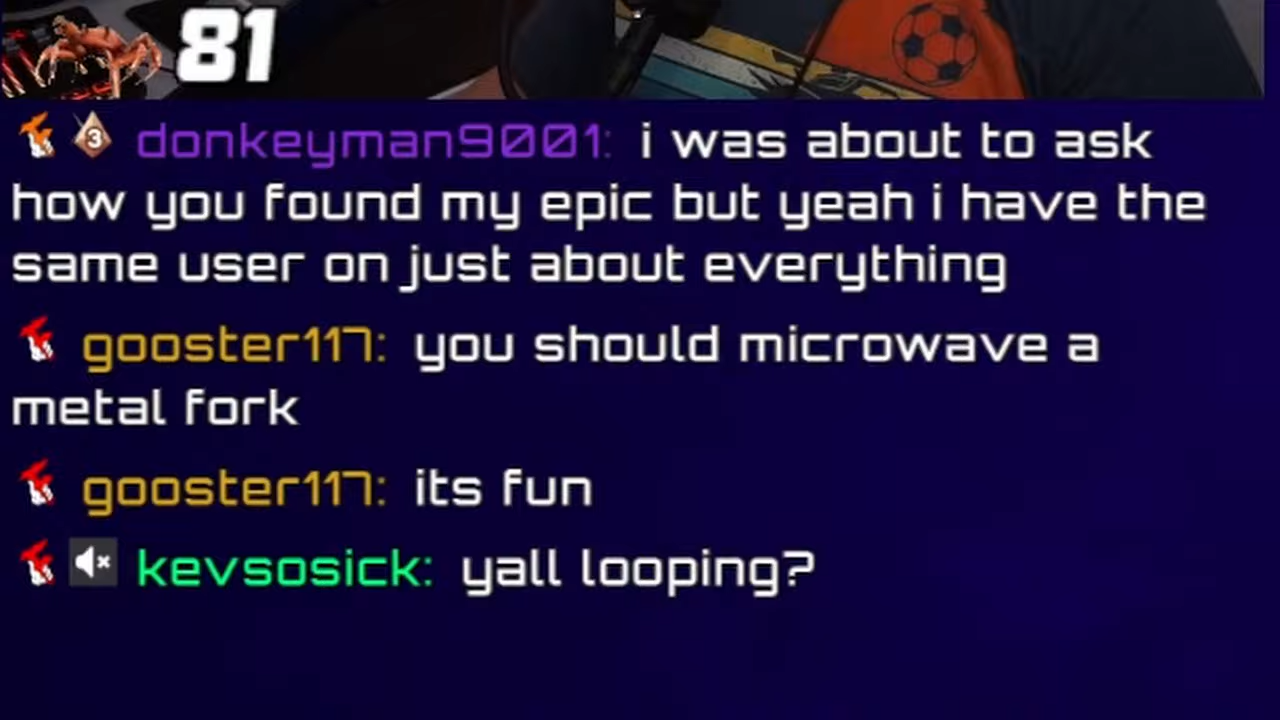 81
3 donkeyman9001: i was about to ask
how you found my epic but yeah i have the
same user on just about everything
gooster117: you should microwave a
metal fork
gooster117: its fun
kevsosick: yall looping?